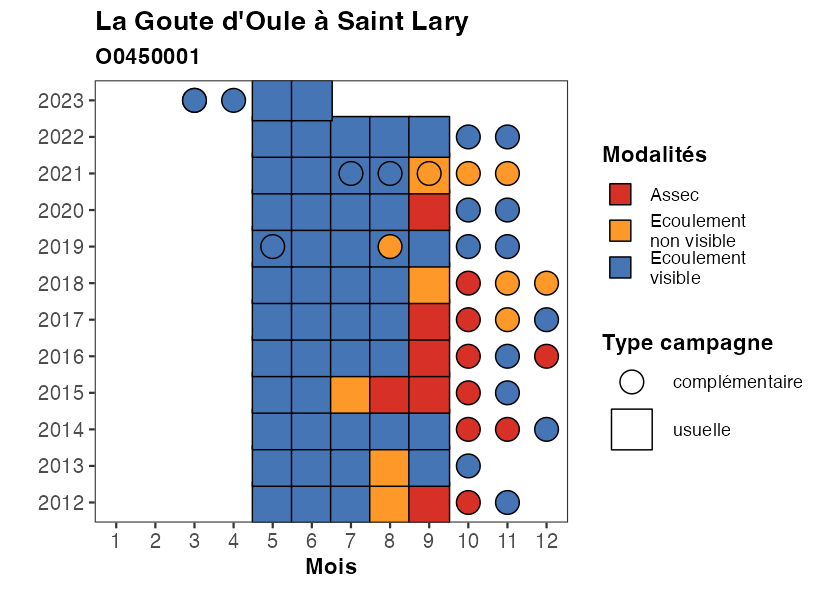 La Goute d'Oule à Saint Lary
O0450001
2023
2022
2021
2020
2019
2018
2017
2016
2015
2014
2013
2012
1 2 3 4 5 6 7 8 9 10 11 12
Mois
Modalités
Assec
Ecoulement
non visible
Ecoulement
visible
Type campagne
complémentaire
usuelle